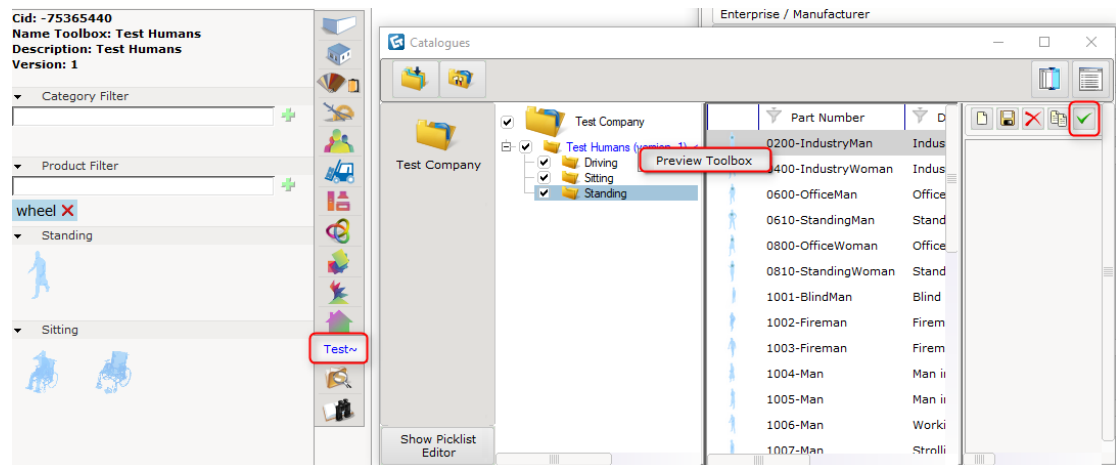 Cid: -75365440
Name Toolbox: Test Humans
Description: Test Humans
Version: 1
Category Filter
Product Filter
wheel
Standing
Sitting
Test~
Enterprise / Manufacturer
Catalogues
Test Company
Show Picklist
Editor
Test Company
Test Humans (version 1)
Driving
Sitting
Standing
Preview Toolbox
Part Number D
0200-IndustryMan Indus
0400-IndustryWoman Indus
0600-OfficeMan Office
0610-StandingMan Stand
0800-OfficeWoman Office
0810-StandingWoman Stand
1001-BlindMan Blind
1002-Fireman Firem
1003-Fireman Firem
1004-Man Man i
1005-Man Man i
1006-Man Worki
1007-Man Strolli